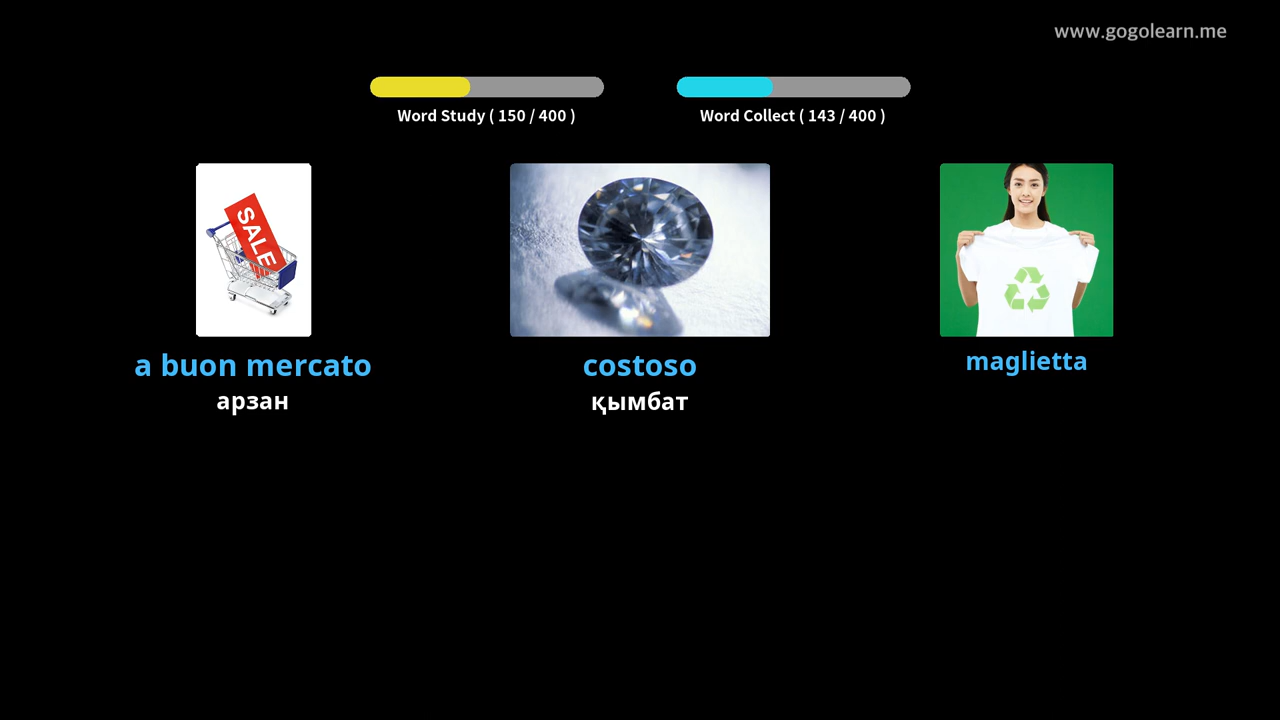 www.gogolearn.me
Word Study ( 150 / 400 )
Word Collect ( 143 / 400 )
SALE
a buon mercato
арзан
costoso
қымбат
maglietta